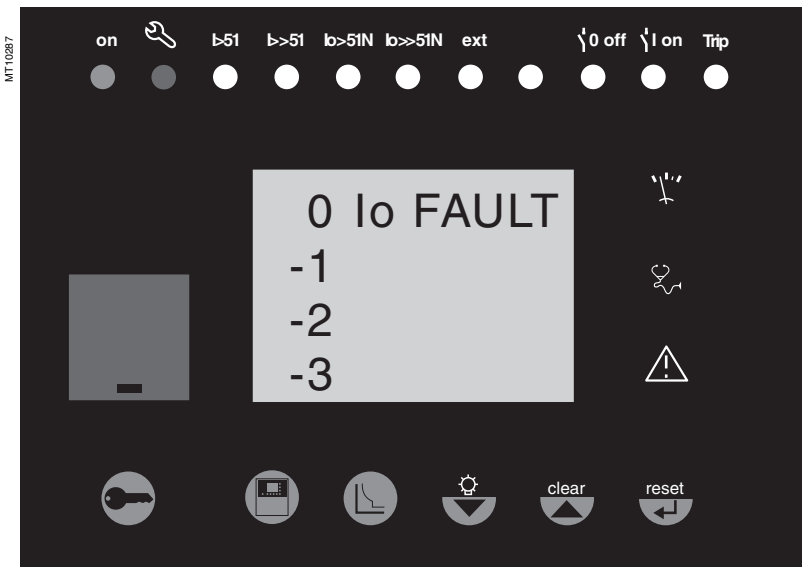 MT10287
on I>51 I>>51 Io>51N Io>>51N ext 0 off I on Trip
0 Io FAULT
-1
-2
-3
clear reset